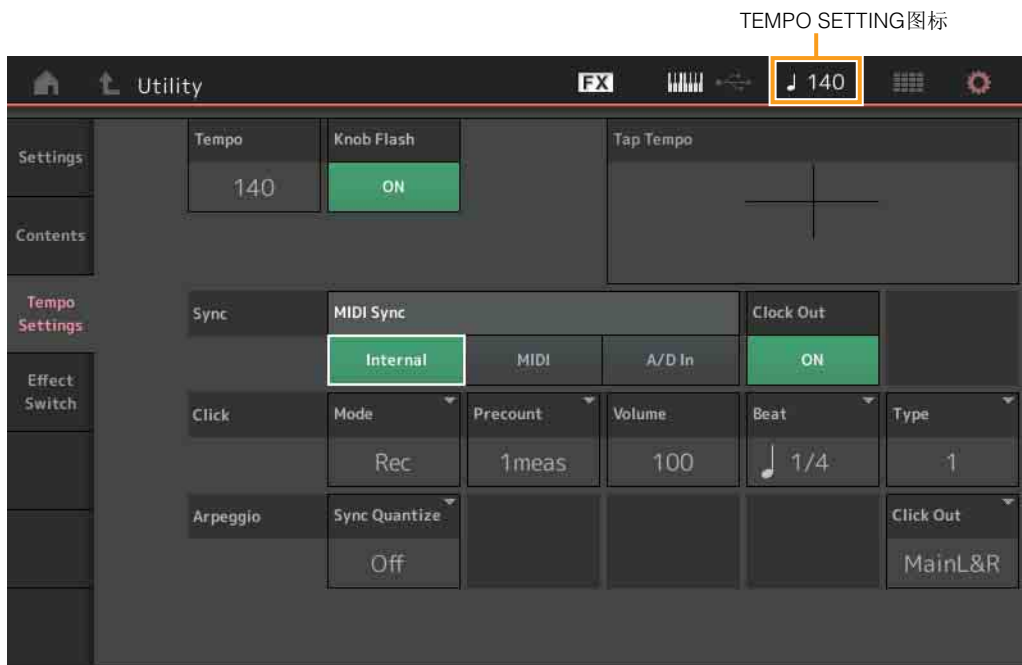 TEMPO SETTING图标
Utility
FX
♩ 140
Settings
Contents
Tempo
Settings
Effect
Switch
Tempo
Knob Flash
Tap Tempo
140
ON
Sync
MIDI Sync
Clock Out
Internal
MIDI
A/D In
ON
Click
Mode
Precount
Volume
Beat
Type
Rec
1meas
100
♩ 1/4
1
Arpeggio
Sync Quantize
Click Out
Off
MainL&R